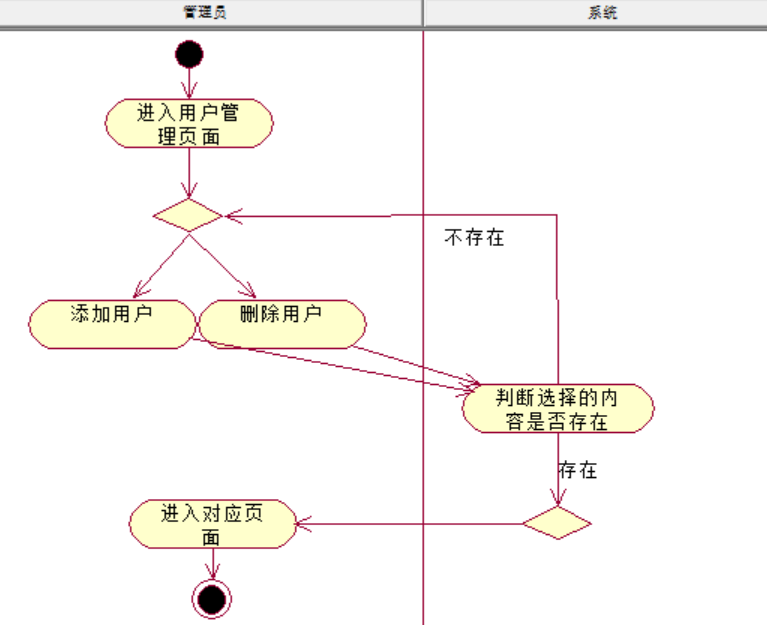 管理员
系统
进入用户管
理页面
不存在
添加用户
删除用户
判断选择的内
容是否存在
存在
进入对应页
面